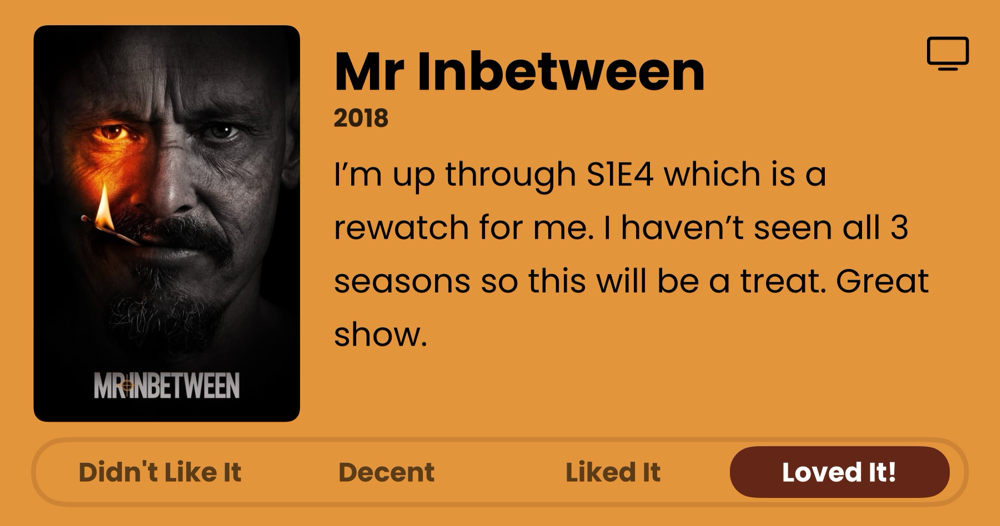 Mr Inbetween
2018
I’m up through S1E4 which is a
rewatch for me. I haven’t seen all 3
seasons so this will be a treat. Great
show.
MR INBETWEEN
Didn't Like It
Decent
Liked It
Loved It!